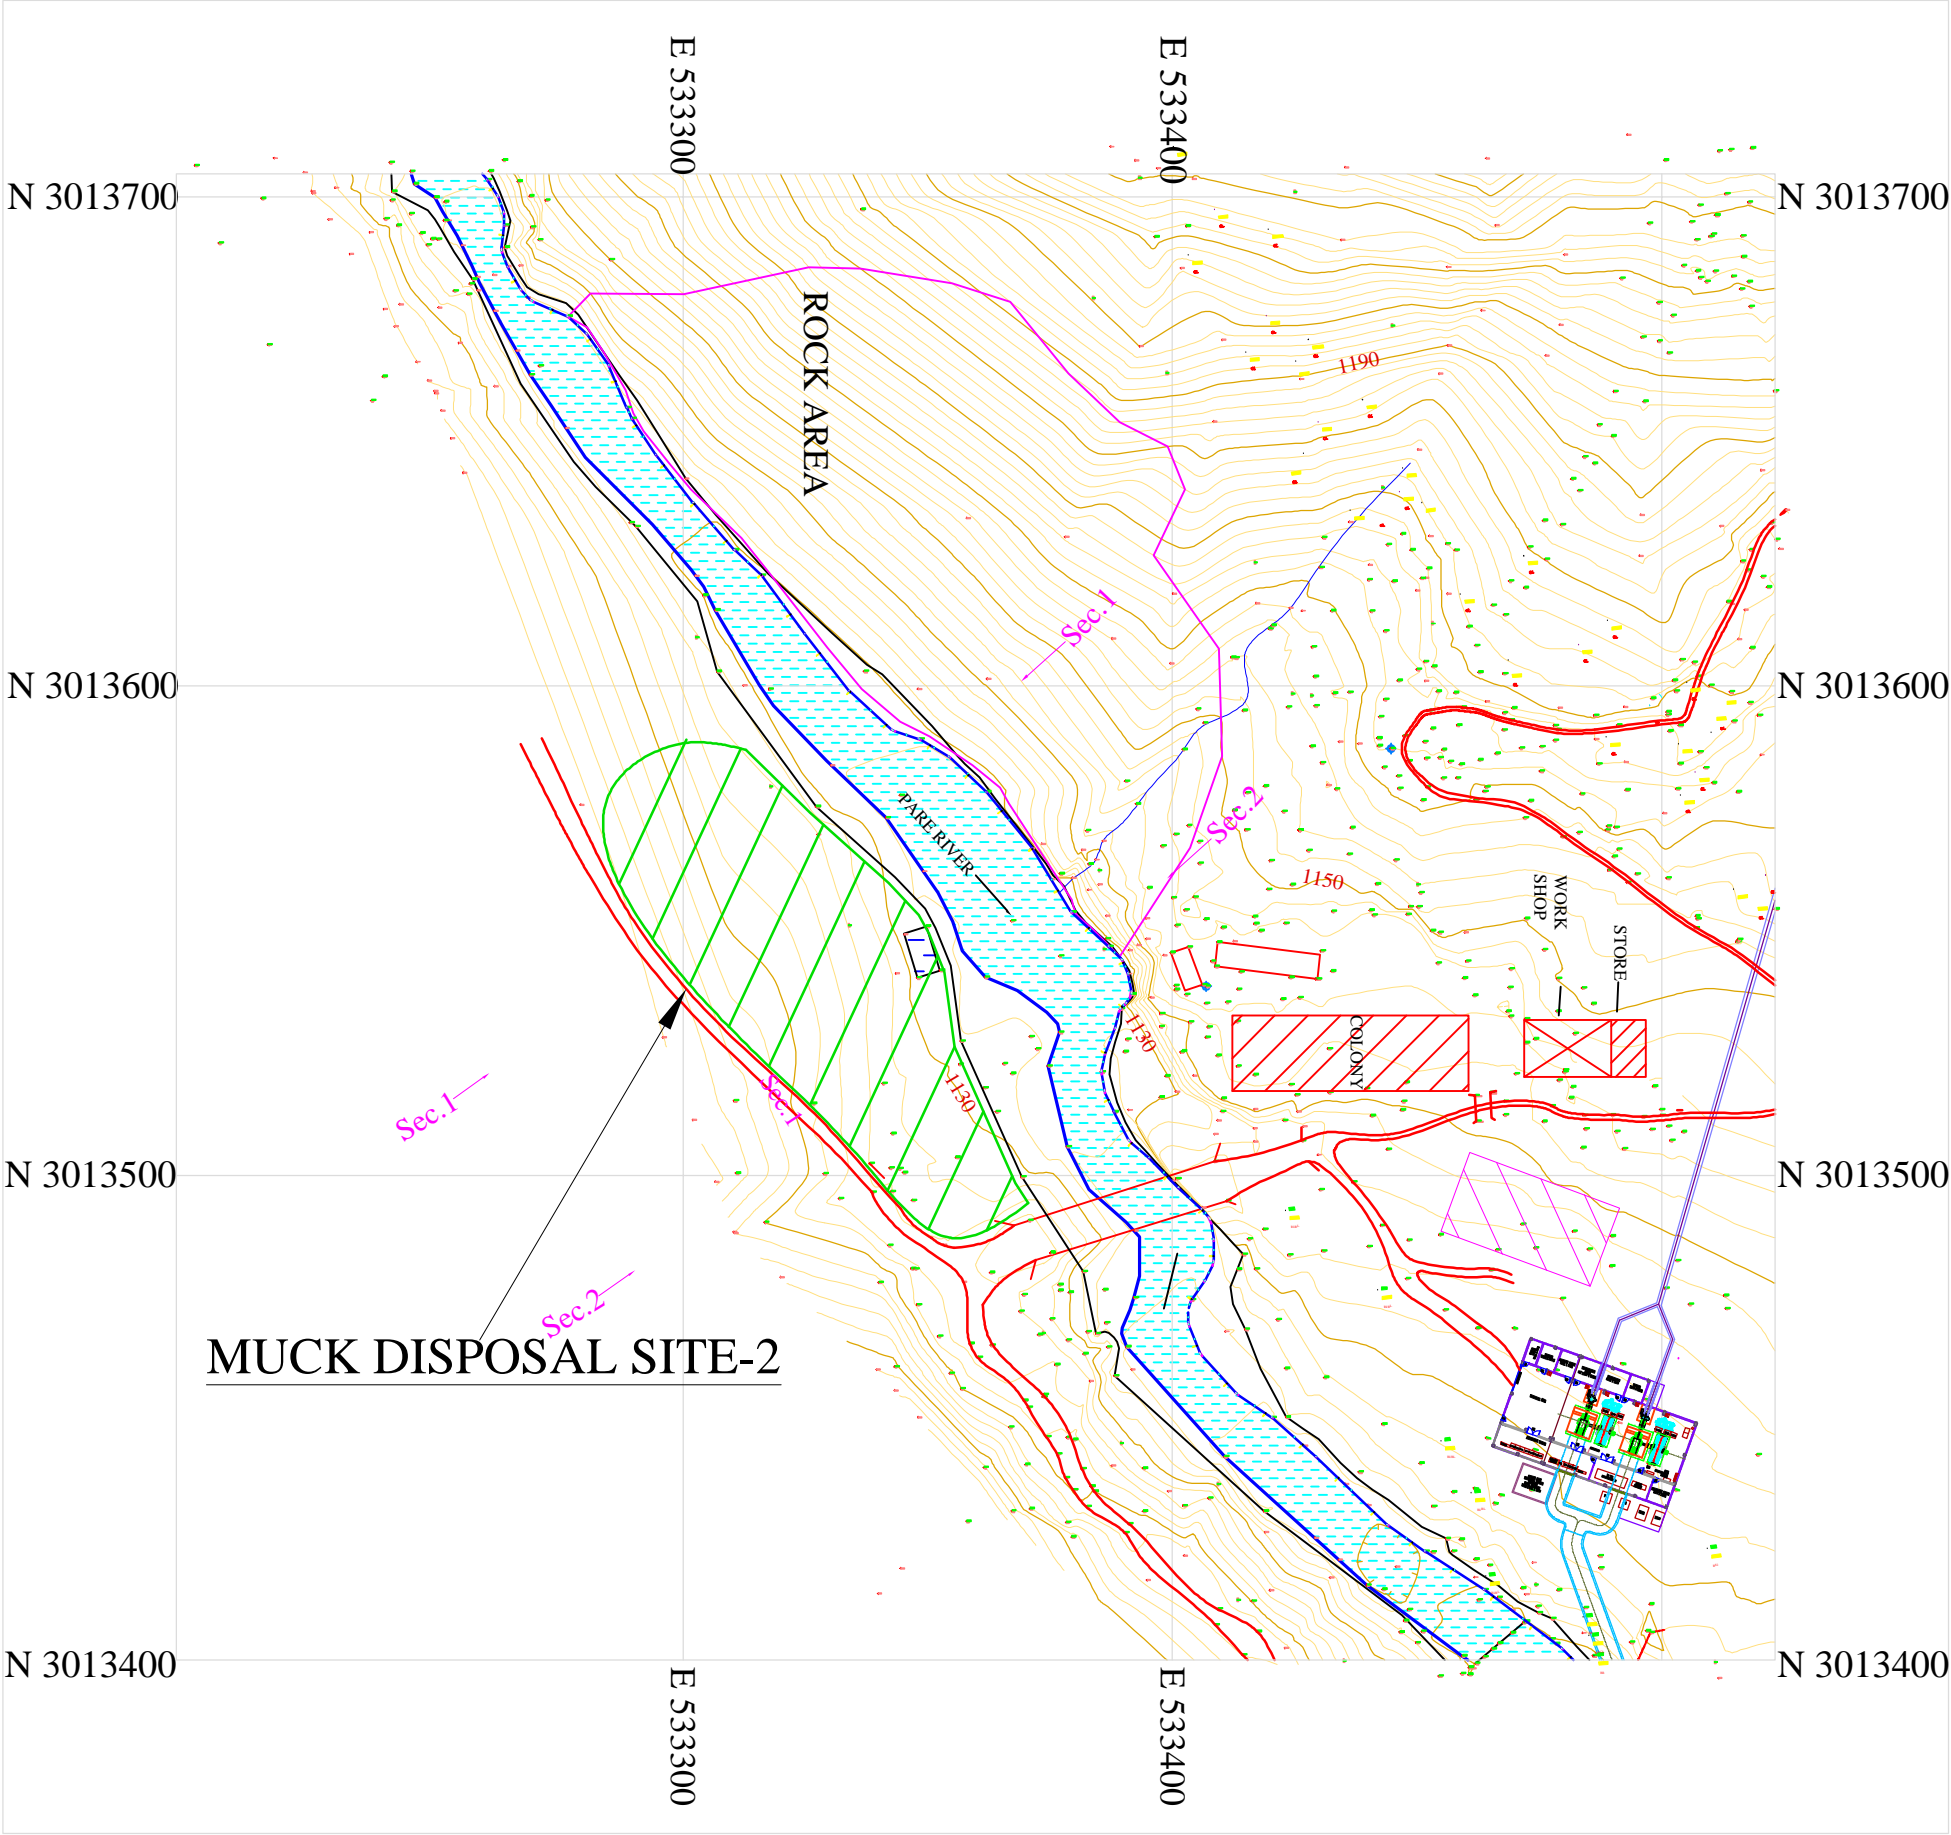 E 533300
E 533400
N 3013700
N 3013700
ROCK AREA
1190
Sec.1
N 3013600
N 3013600
PARE RIVER
Sec.2
1150
WORK
SHOP
STORE
1130
COLONY
Sec.1
1130
Sec.1
N 3013500
N 3013500
Sec.2
MUCK DISPOSAL SITE-2
N 3013400
N 3013400
E 533300
E 533400